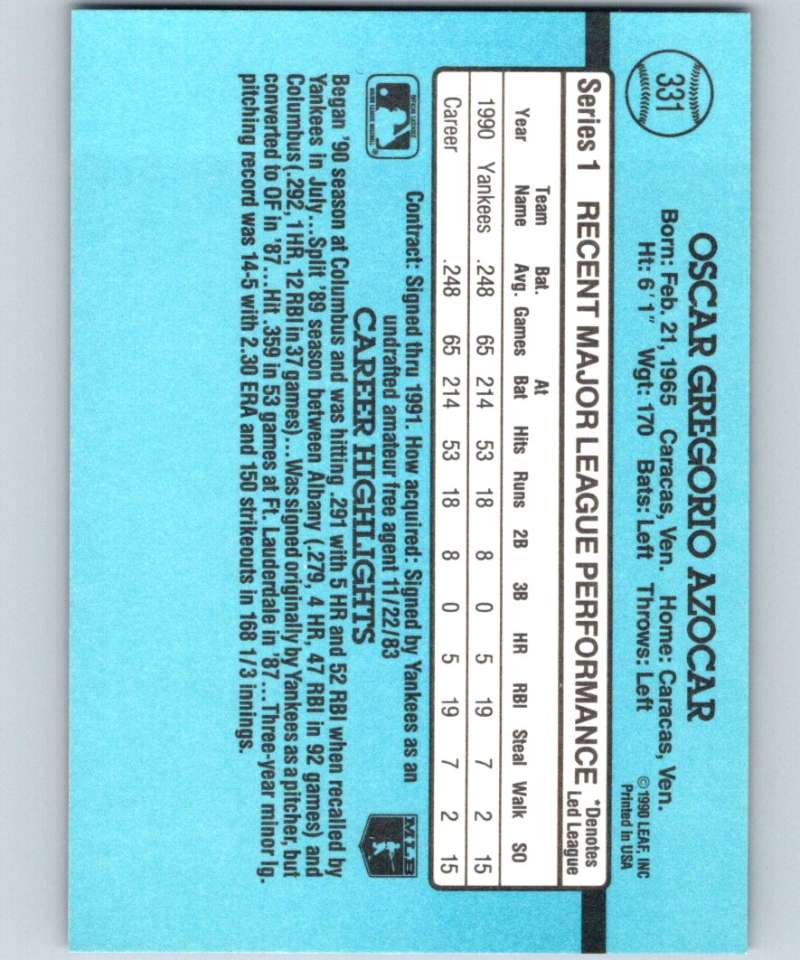 331
OSCAR GREGORIO AZOCAR
Born: Feb. 21, 1965 Caracas, Ven. Home: Caracas, Ven.
Ht: 6'1" Wgt: 170 Bats: Left Throws: Left
© 1990 LEAF, INC
Printed in USA
Series 1 RECENT MAJOR LEAGUE PERFORMANCE *Denotes
Led League
Year Team Name Bat. Avg. Games At Bat Hits Runs 2B 3B HR RBI Steal Walk SO
1990 Yankees .248 65 214 53 18 8 0 5 19 7 2 15
Career .248 65 214 53 18 8 0 5 19 7 2 15
Contract: Signed thru 1991. How acquired: Signed by Yankees as an
undrafted amateur free agent 11/22/83
MLB
CAREER HIGHLIGHTS
Began '90 season at Columbus and was hitting .291 with 5 HR and 52 RBI when recalled by
Yankees in July...Split '89 season between Albany (.279, 4 HR, 47 RBI in 92 games) and
Columbus (.292, 1 HR, 12 RBI in 37 games)...Was signed originally by Yankees as a pitcher, but
converted to OF in '87...Hit .359 in 53 games at Ft. Lauderdale in '87...Three-year minor lg.
pitching record was 14-5 with 2.30 ERA and 150 strikeouts in 168 1/3 innings.